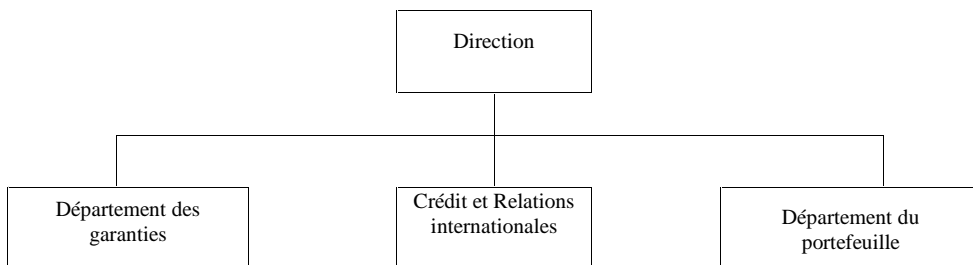 Direction
Département des
garanties
Crédit et Relations
internationales
Département du
portefeuille